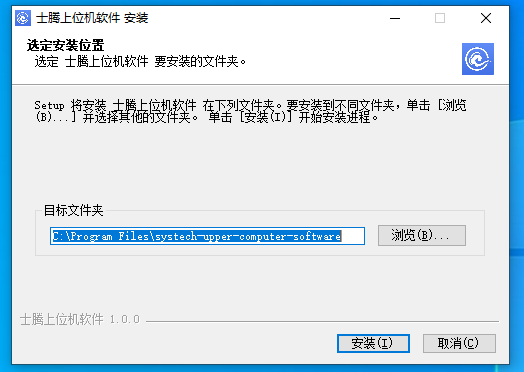 士腾上位机软件 安装
选定安装位置
选定 士腾上位机软件 要安装的文件夹。
Setup 将安装 士腾上位机软件 在下列文件夹。要安装到不同文件夹，单击 [浏览
(B)...] 并选择其他的文件夹。 单击 [安装(I)] 开始安装进程。
目标文件夹
C:\Program Files\systech-upper-computer-software
浏览(B)...
士腾上位机软件 1.0.0
安装(I)
取消(C)